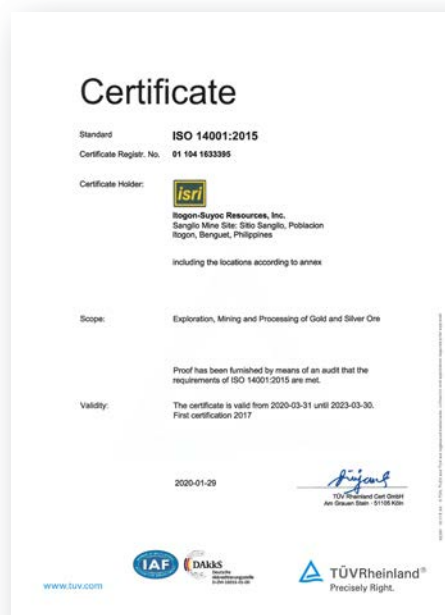 Certificate
Standard ISO 14001:2015
Certificate Registr. No. 01 104 1633395
Certificate Holder:
isri
Itogon-Suyoc Resources, Inc.
Sangilo Mine Site: Sitio Sangilo, Poblacion
Itogon, Benguet, Philippines
including the locations according to annex
Scope: Exploration, Mining and Processing of Gold and Silver Ore
Proof has been furnished by means of an audit that the
requirements of ISO 14001:2015 are met.
Validity: The certificate is valid from 2020-03-31 until 2023-03-30.
First certification 2017
2020-01-29
TÜV Rheinland Cert GmbH
Am Grauen Stein · 51105 Köln
www.tuv.com
IAF
DAkkS
Deutsche
Akkreditierungsstelle
TÜVRheinland®
Precisely Right.